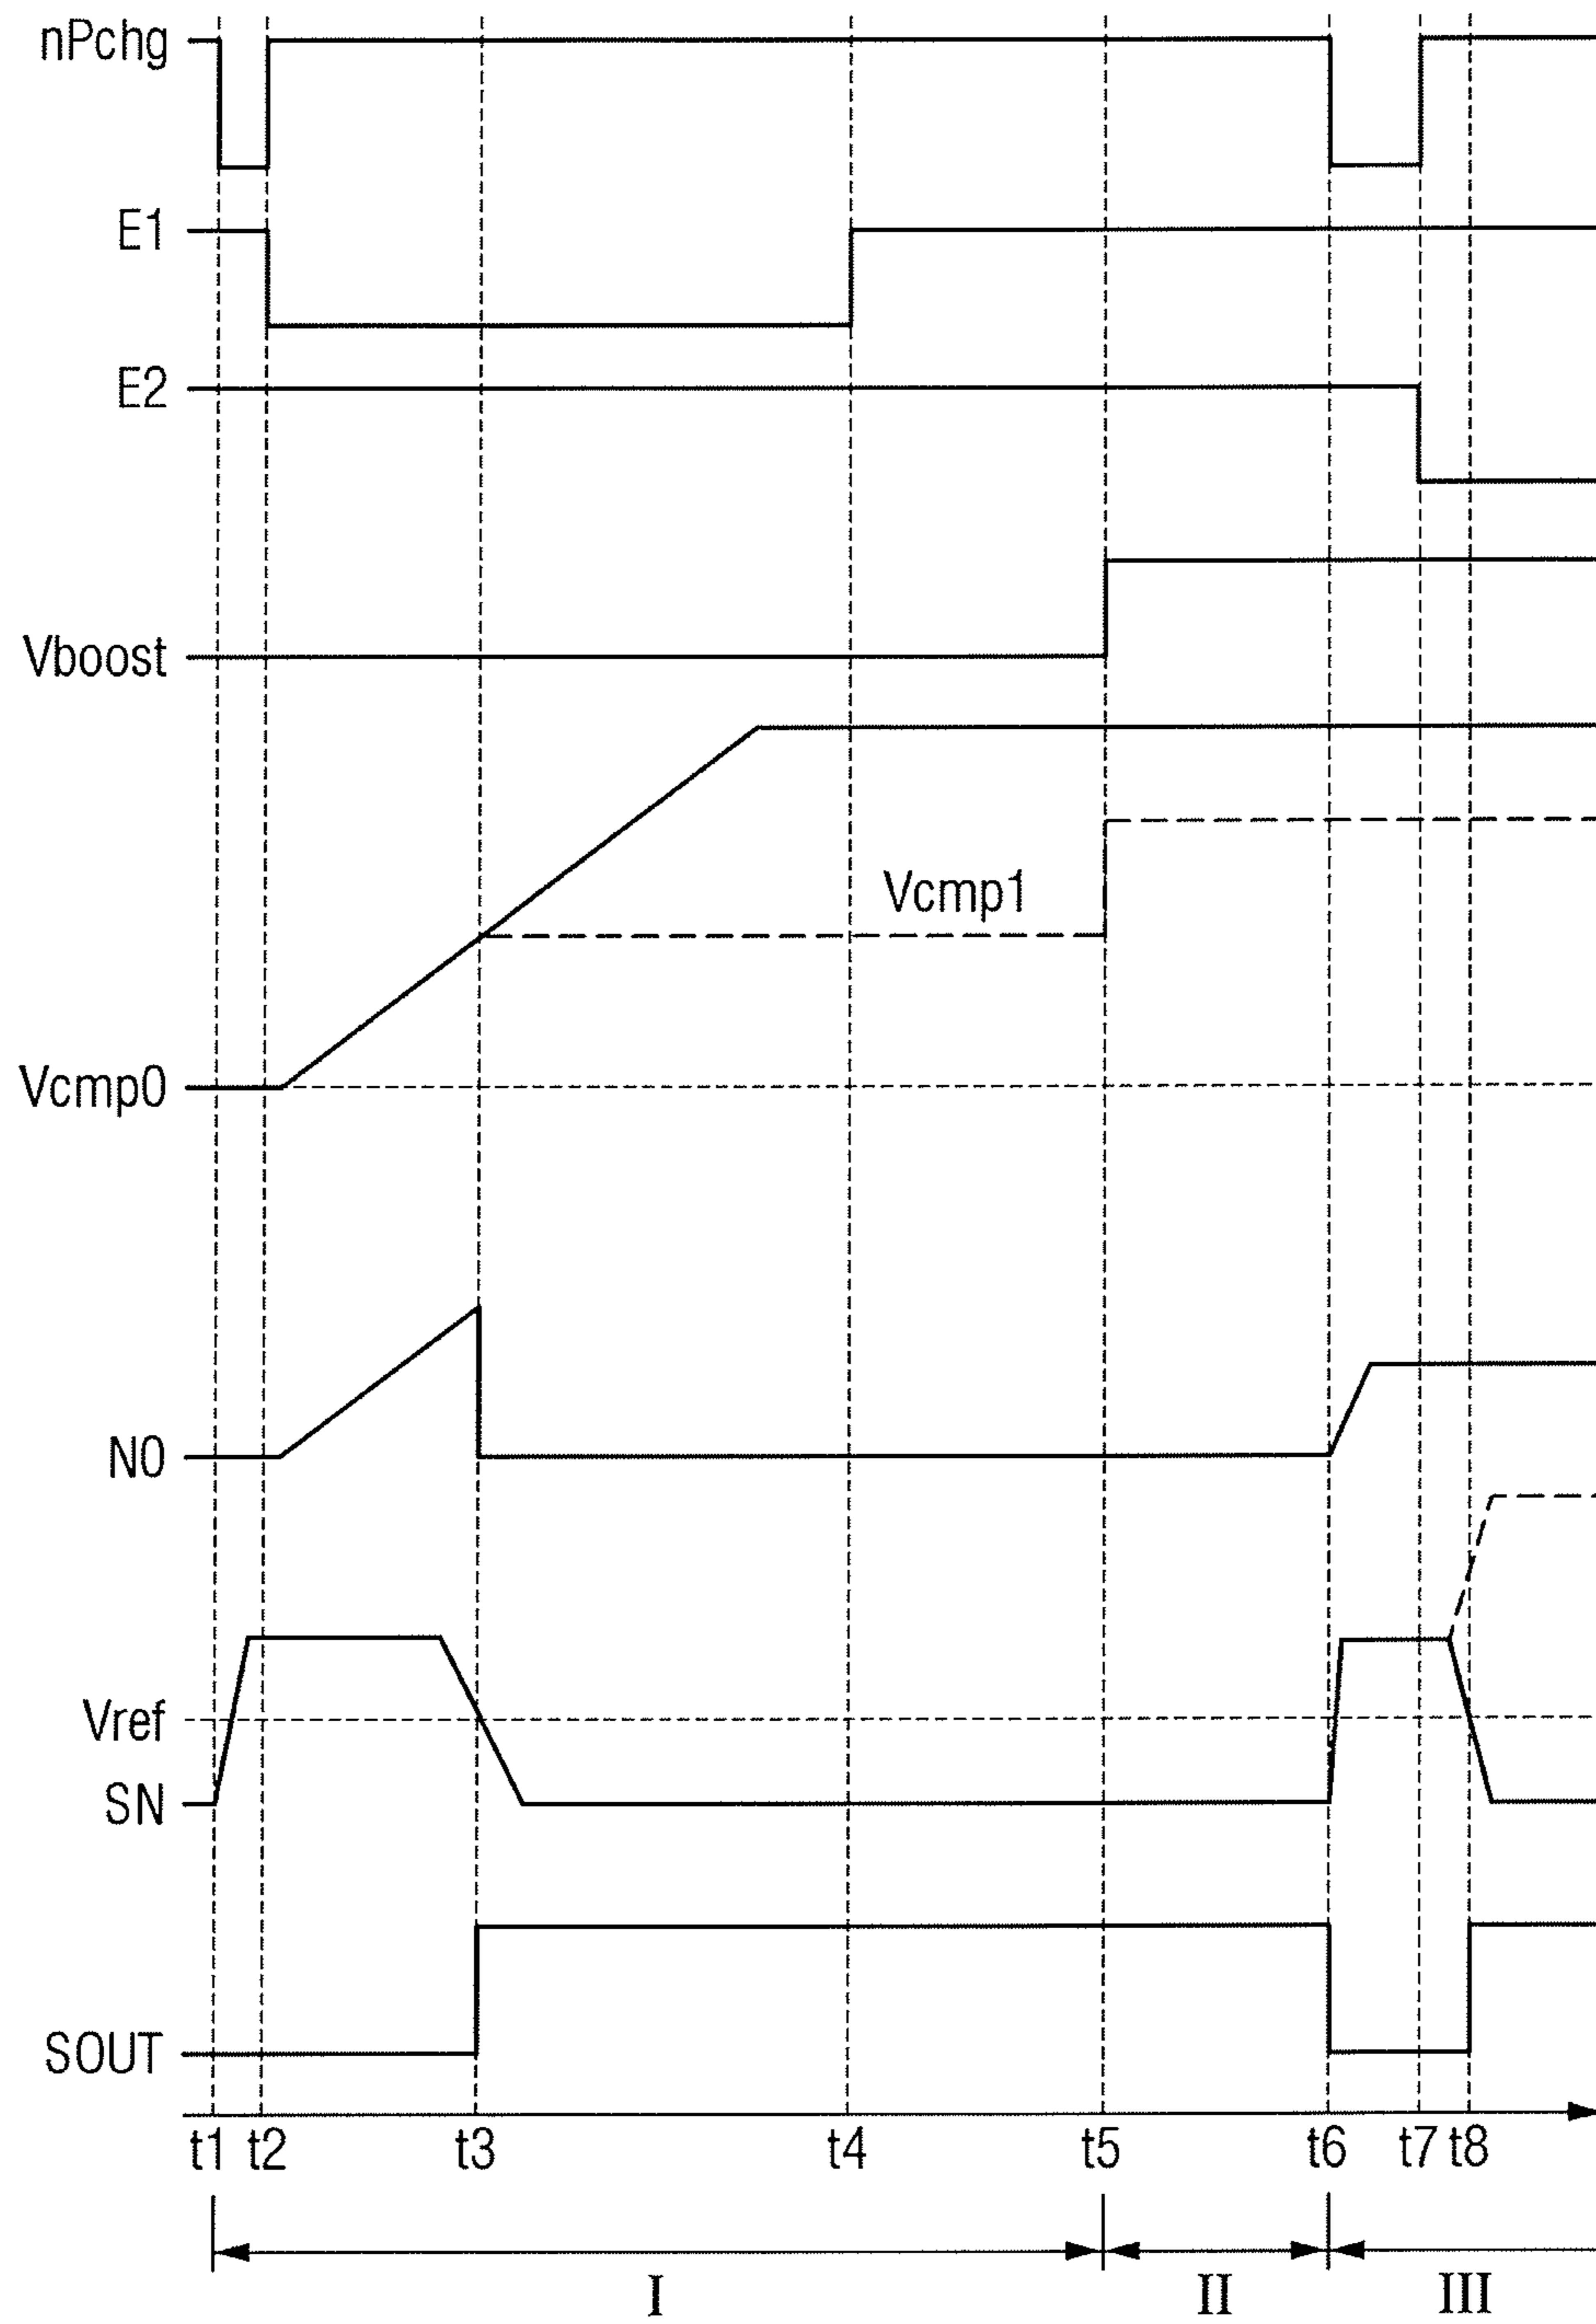 nPchg
E1
E2
Vboost
Vcmp1
Vcmp0
N0
Vref
SN
SOUT
t1 t2 t3 t4 t5 t6 t7 t8
I II III